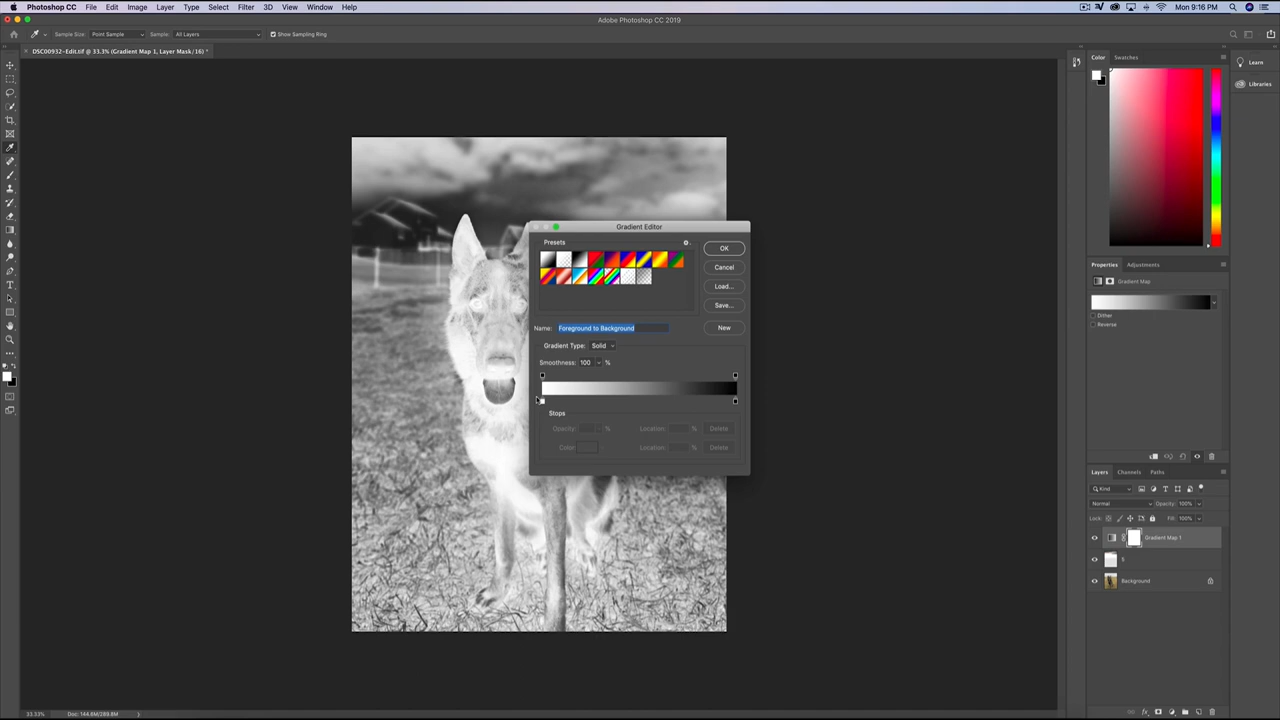 Photoshop CC File Edit Image Layer Type Select Filter 3D View Window Help Mon 9:16 PM
Adobe Photoshop CC 2019
Sample Size: Point Sample Sample: All Layers Show Sampling Ring
DSC00932-Edit.tif @ 33.3% (Gradient Map 1, Layer Mask/16) *
Color Swatches
Learn
Libraries
Gradient Editor
Presets
OK
Cancel
Load...
Save...
Name: Foreground to Background New
Gradient Type: Solid
Smoothness: 100 %
Stops
Opacity: % Location: % Delete
Color: Location: % Delete
Properties Adjustments
Gradient Map
Dither
Reverse
Layers Channels Paths
Kind
Normal Opacity: 100%
Lock: Fill: 100%
Gradient Map 1
Background
33.33% Doc: 144.8M/289.8M